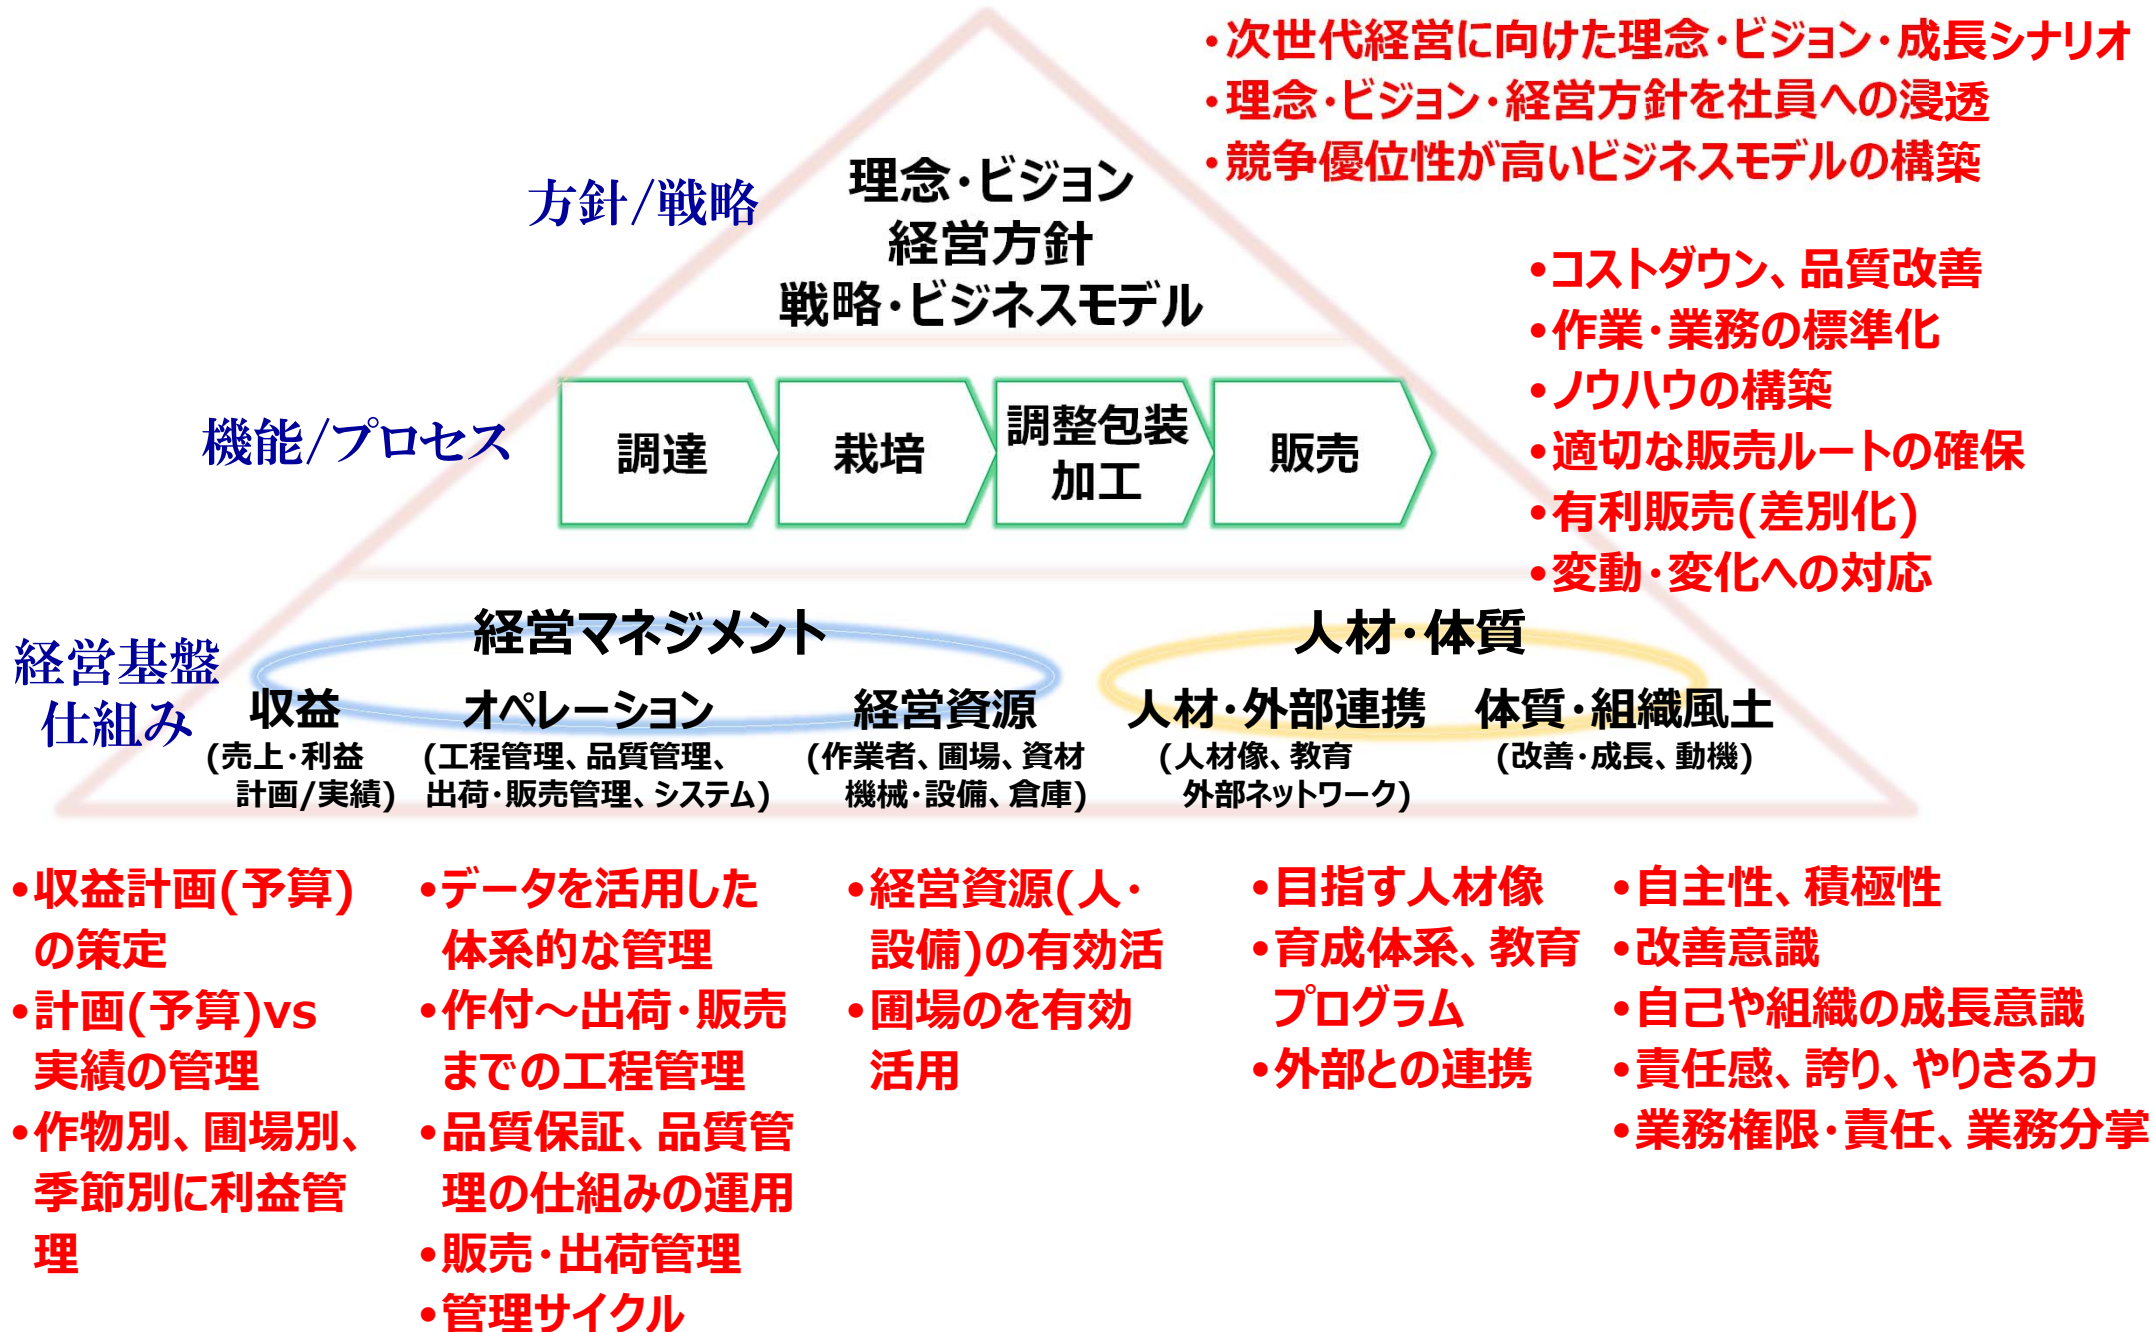 ・次世代経営に向けた理念・ビジョン・成長シナリオ
・理念・ビジョン・経営方針を社員への浸透
・競争優位性が高いビジネスモデルの構築
方針/戦略
理念・ビジョン
経営方針
戦略・ビジネスモデル
•コストダウン、品質改善
•作業・業務の標準化
•ノウハウの構築
•適切な販売ルートの確保
•有利販売(差別化)
•変動・変化への対応
機能/プロセス
調達
栽培
調整包装
加工
販売
経営基盤
仕組み
経営マネジメント
人材・体質
収益
(売上・利益
計画/実績)
オペレーション
(工程管理、品質管理、
出荷・販売管理、システム)
経営資源
(作業者、圃場、資材
機械・設備、倉庫)
人材・外部連携
(人材像、教育
外部ネットワーク)
体質・組織風土
(改善・成長、動機)
•収益計画(予算)
の策定
•計画(予算)vs
実績の管理
•作物別、圃場別、
季節別に利益管
理
•データを活用した
体系的な管理
•作付～出荷・販売
までの工程管理
•品質保証、品質管
理の仕組みの運用
•販売・出荷管理
•管理サイクル
•経営資源(人・
設備)の有効活
•圃場のを有効
活用
•目指す人材像
•育成体系、教育
プログラム
•外部との連携
•自主性、積極性
•改善意識
•自己や組織の成長意識
•責任感、誇り、やりきる力
•業務権限・責任、業務分掌